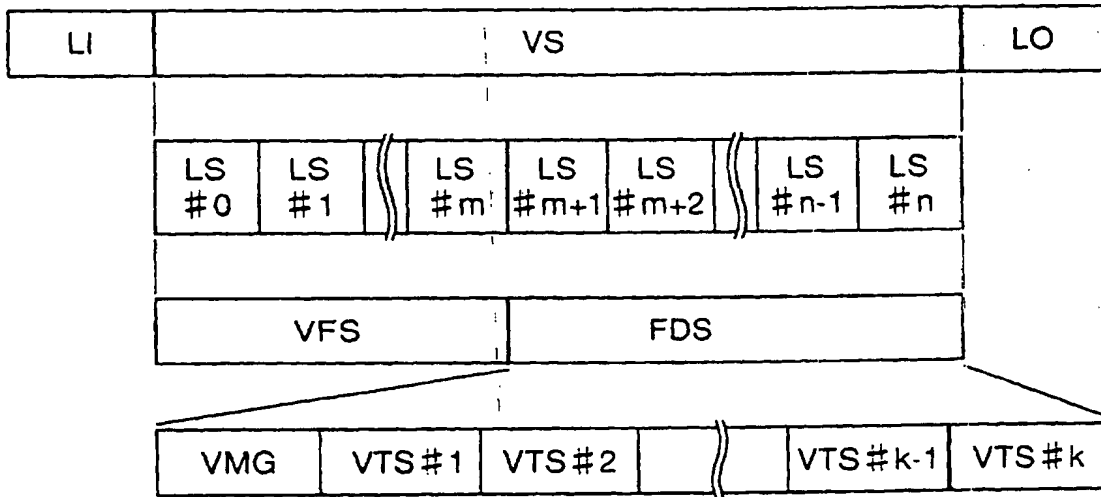 LI VS LO
LS #0 LS #1 LS #m LS #m+1 LS #m+2 LS #n-1 LS #n
VFS FDS
VMG VTS#1 VTS#2 VTS#k-1 VTS#k